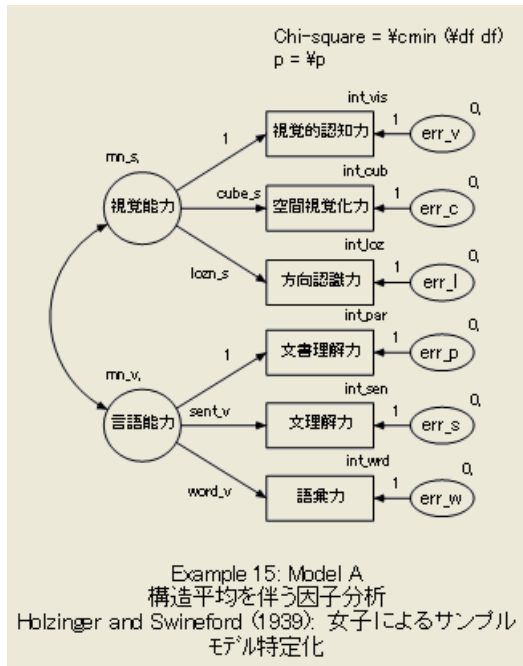 Chi-square = ¥cmin (¥df df)
p = ¥p
int_vis
0,
視覚的認知力
1
err_v
1
mn_s,
int_cub
0,
視覚能力
cube_s
空間視覚化力
1
err_c
int_loz
0,
lozn_s
方向認識力
1
err_l
int_par
0,
文書理解力
1
err_p
1
mn_v,
int_sen
0,
言語能力
sent_v
文理解力
1
err_s
int_wrd
0,
word_v
語彙力
1
err_w
Example 15: Model A
構造平均を伴う因子分析
Holzinger and Swineford (1939): 女子によるサンプル
モデル特定化